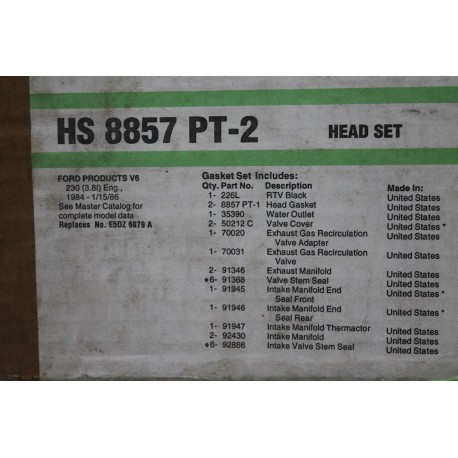 HS 8857 PT-2 HEAD SET
FORD PRODUCTS V6
230 (3.8l) Eng.,
1984 - 1/15/86
See Master Catalog for
complete model data
Replaces No. E5DZ 6079 A
Gasket Set Includes:
Qty. Part No. Description Made In:
1- 226L RTV Black United States
2- 8857 PT-1 Head Gasket United States
1- 35390 Water Outlet United States
2- 50212 C Valve Cover United States *
1- 70020 Exhaust Gas Recirculation United States
Valve Adapter
1- 70031 Exhaust Gas Recirculation United States
Valve
2- 91346 Exhaust Manifold United States
♦6- 91368 Valve Stem Seal United States
1- 91945 Intake Manifold End United States *
Seal Front
1- 91946 Intake Manifold End United States *
Seal Rear
1- 91947 Intake Manifold Thermactor United States
2- 92430 Intake Manifold United States
♦6- 92886 Intake Valve Stem Seal United States